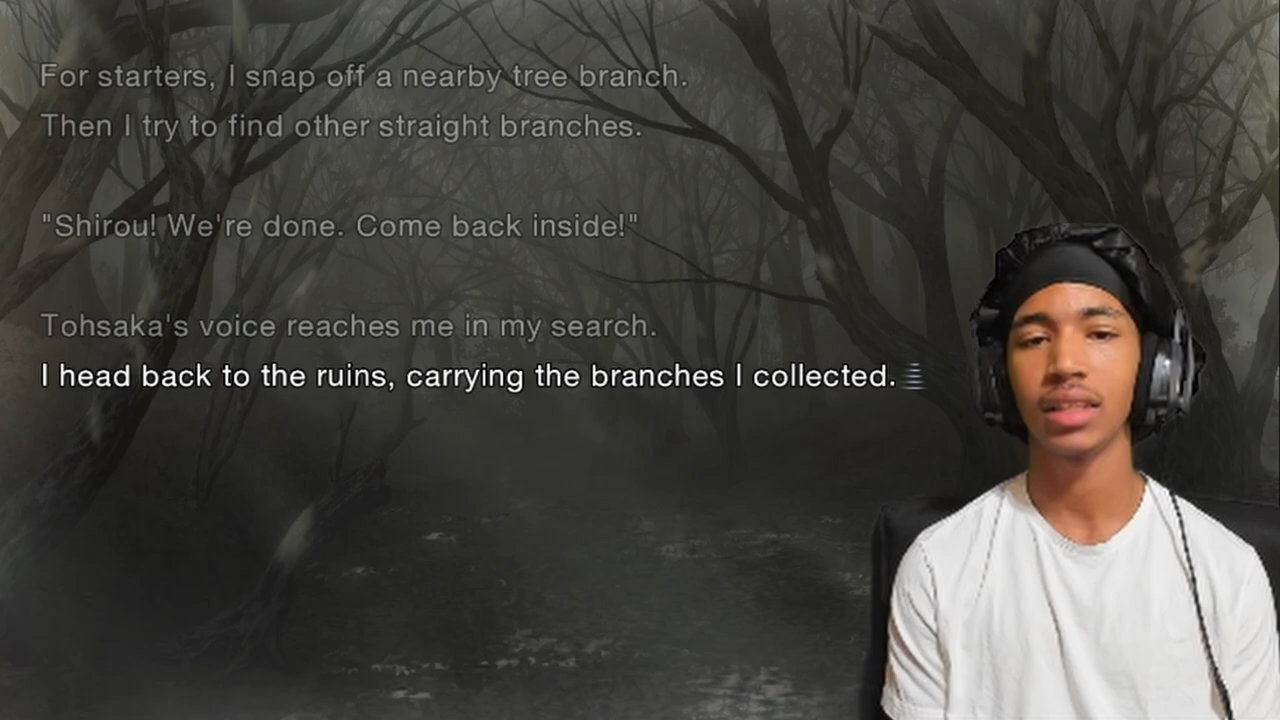 For starters, I snap off a nearby tree branch.
Then I try to find other straight branches.
"Shirou! We're done. Come back inside!"
Tohsaka's voice reaches me in my search.
I head back to the ruins, carrying the branches I collected.